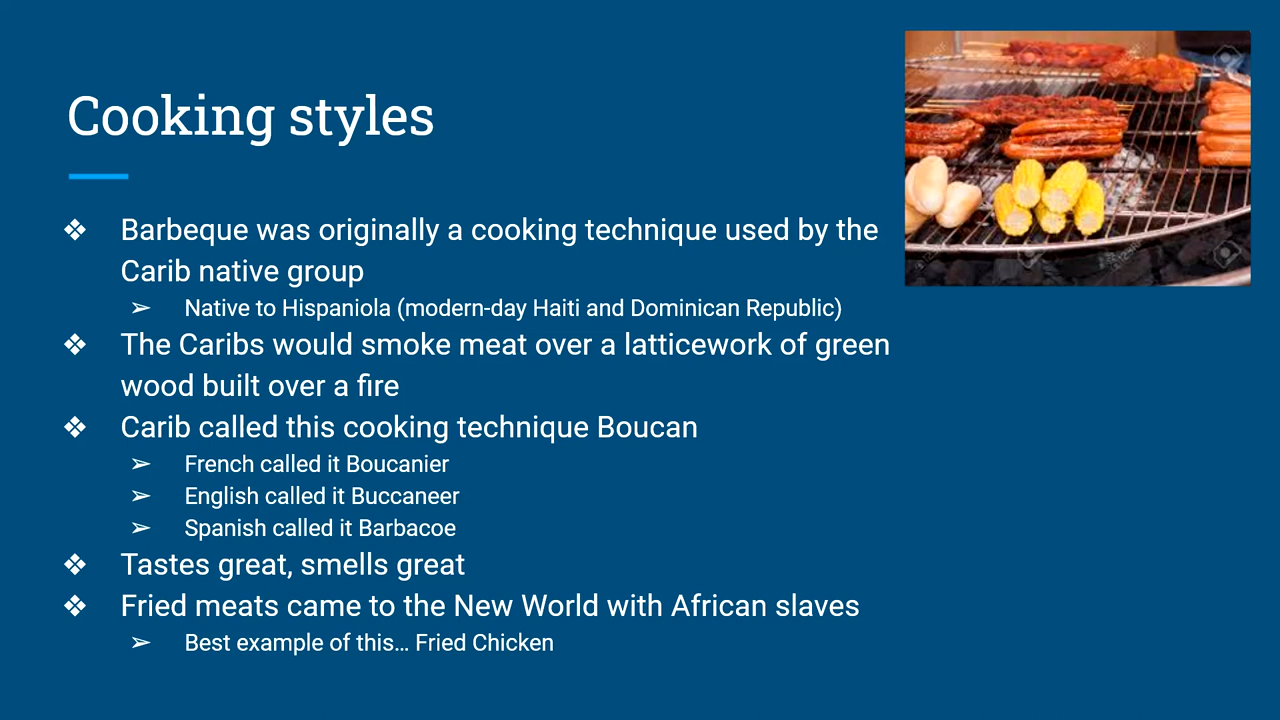 Cooking styles
❖ Barbeque was originally a cooking technique used by the
Carib native group
➢ Native to Hispaniola (modern-day Haiti and Dominican Republic)
❖ The Caribs would smoke meat over a latticework of green
wood built over a fire
❖ Carib called this cooking technique Boucan
➢ French called it Boucanier
➢ English called it Buccaneer
➢ Spanish called it Barbacoe
❖ Tastes great, smells great
❖ Fried meats came to the New World with African slaves
➢ Best example of this… Fried Chicken